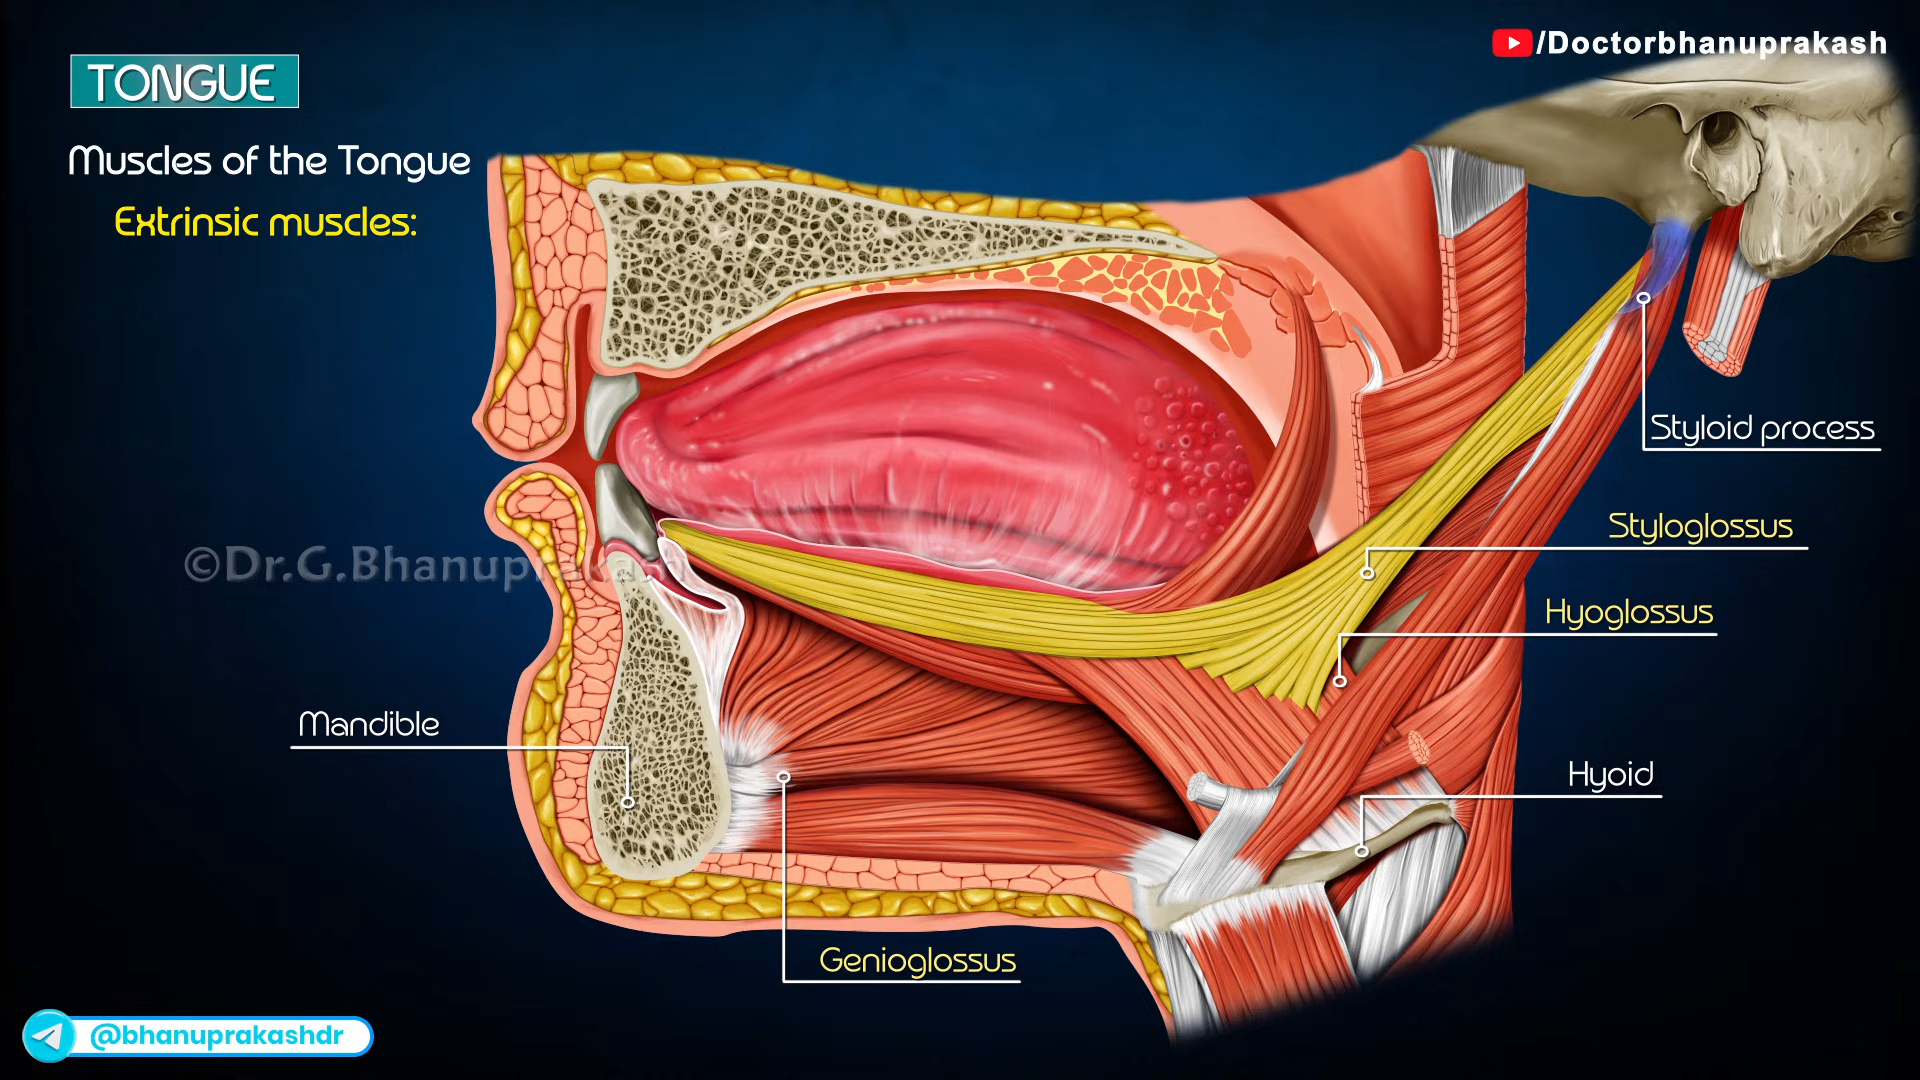 /Doctorbhanuprakash
TONGUE
Muscles of the Tongue
Extrinsic muscles:
Styloid process
Styloglossus
©Dr.G.Bhanuprakash
Hyoglossus
Mandible
Hyoid
Genioglossus
@bhanuprakashdr